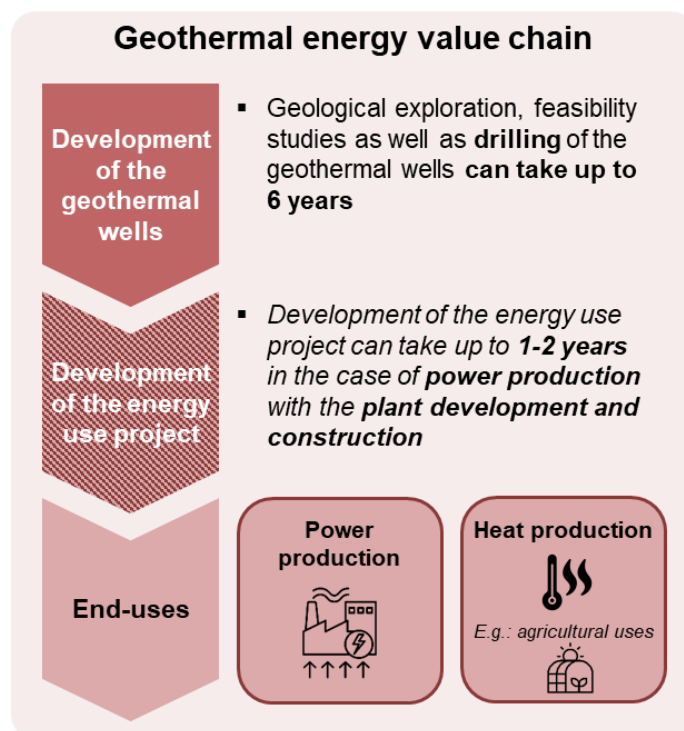 Geothermal energy value chain
Development
of the
geothermal
wells
▪ Geological exploration, feasibility
studies as well as drilling of the
geothermal wells can take up to
6 years
Development
of the energy
use project
▪ Development of the energy use
project can take up to 1-2 years
in the case of power production
with the plant development and
construction
End-uses
Power
production
Heat production
E.g.: agricultural uses